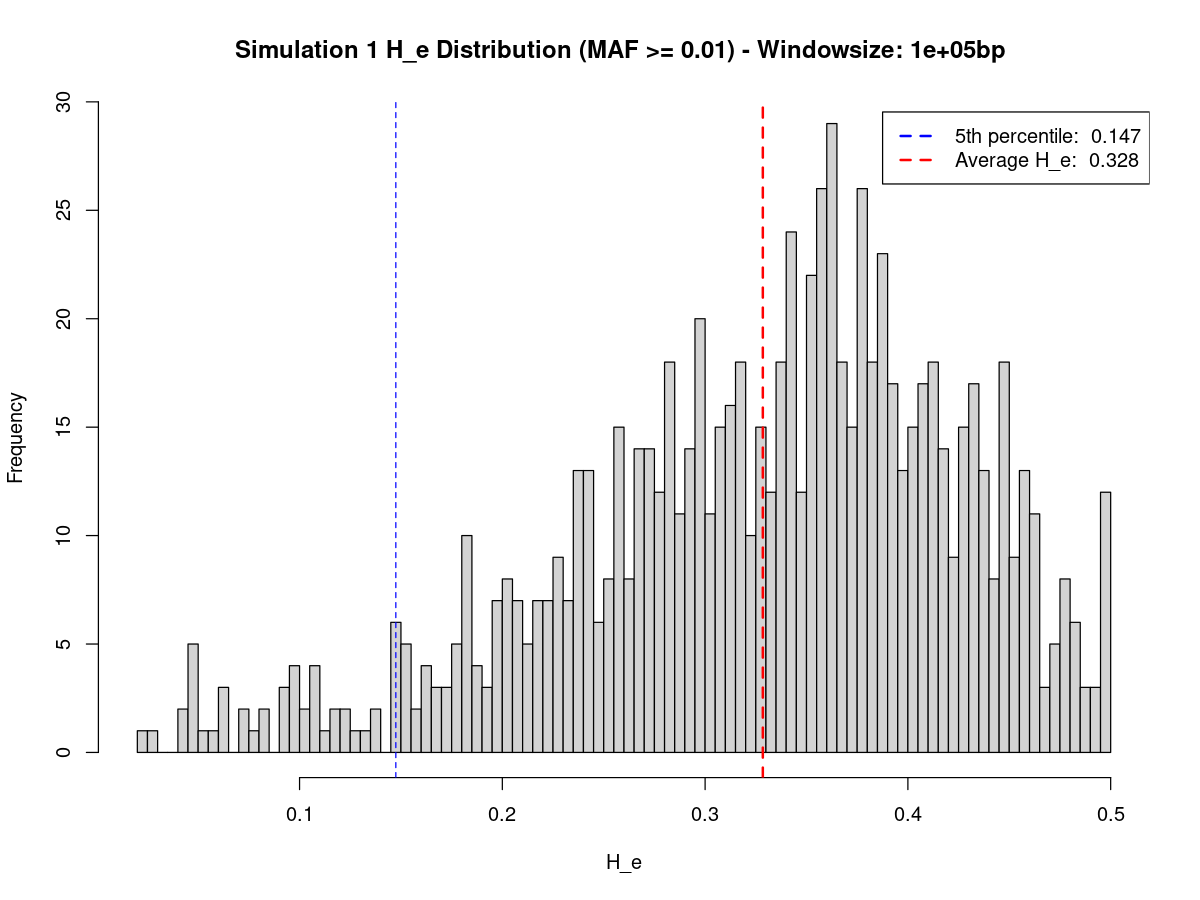 Simulation 1 H_e Distribution (MAF >= 0.01) - Windowsize: 1e+05bp
5th percentile: 0.147
Average H_e: 0.328
Frequency
30
25
20
15
10
5
0
0.1 0.2 0.3 0.4 0.5
H_e